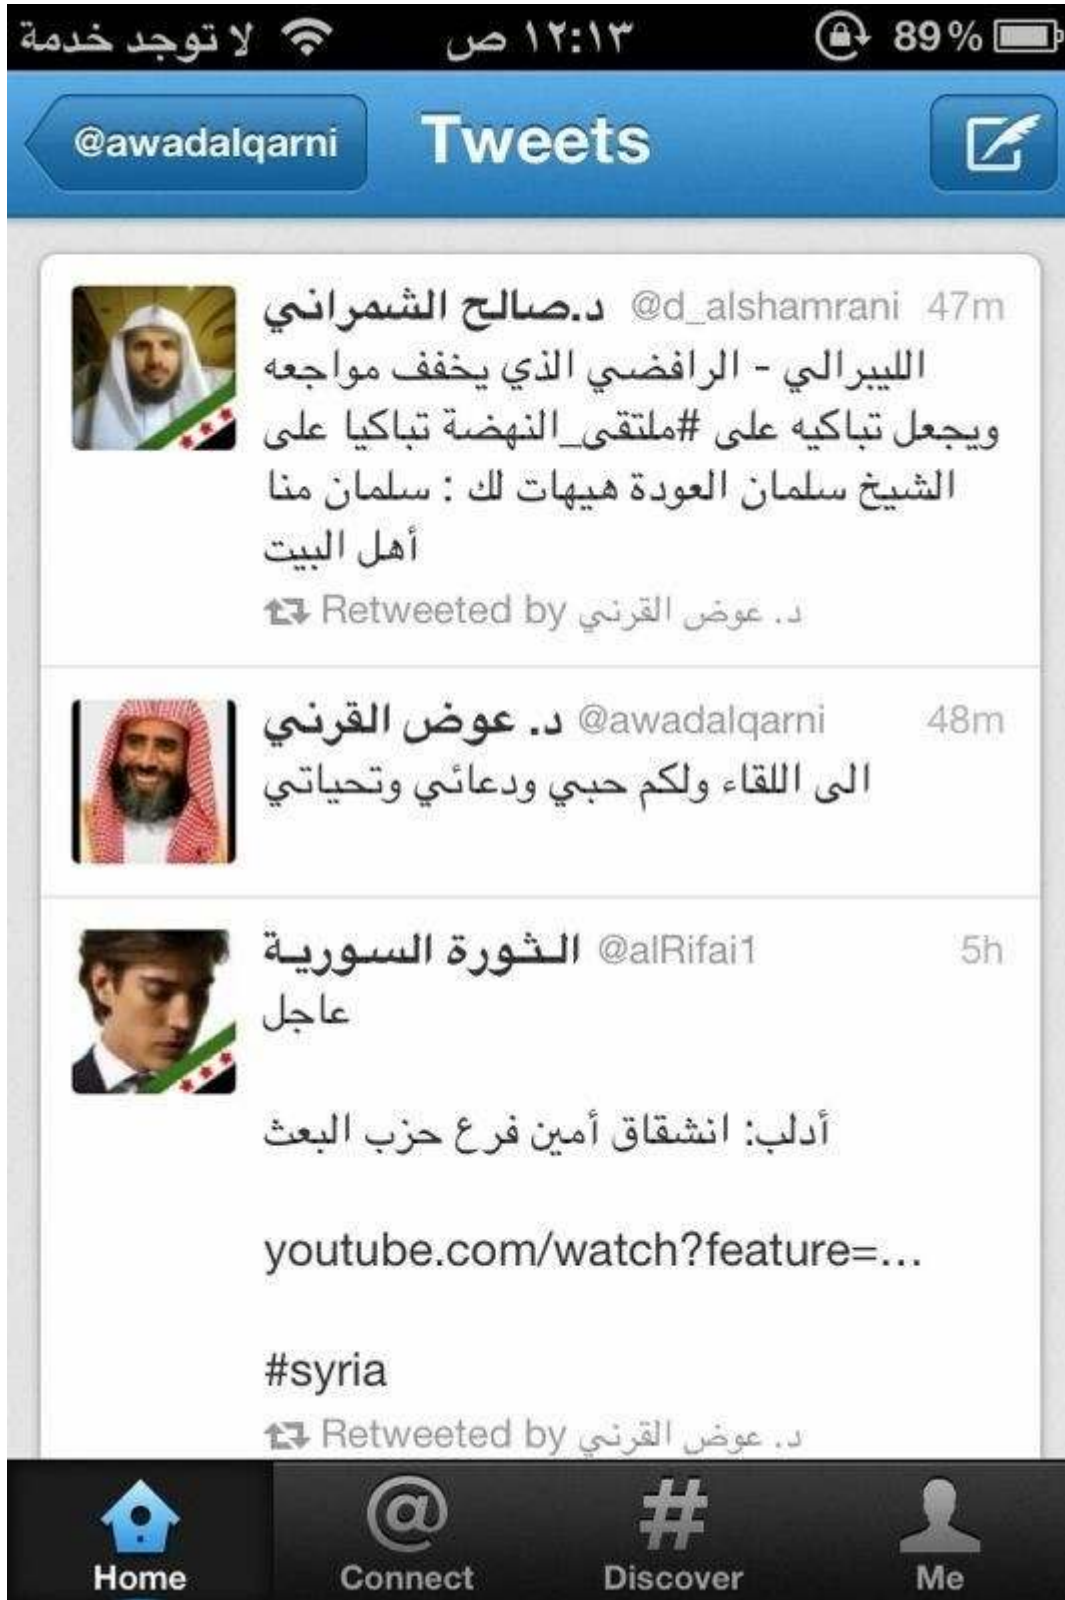 لا توجد خدمة ١٢:١٣ ص 89%
@awadalqarni Tweets
د.صالح الشمراني @d_alshamrani 47m
الليبرالي - الرافضي الذي يخفف مواجعه
ويجعل تباكيه على #ملتقى_النهضة تباكيا على
الشيخ سلمان العودة هيهات لك : سلمان منا
أهل البيت
Retweeted by د. عوض القرني
د. عوض القرني @awadalqarni 48m
الى اللقاء ولكم حبي ودعائي وتحياتي
الـثـورة السـوريـة @alRifai1 5h
عاجل
أدلب: انشقاق أمين فرع حزب البعث
youtube.com/watch?feature=…
#syria
Retweeted by د. عوض القرني
Home Connect Discover Me